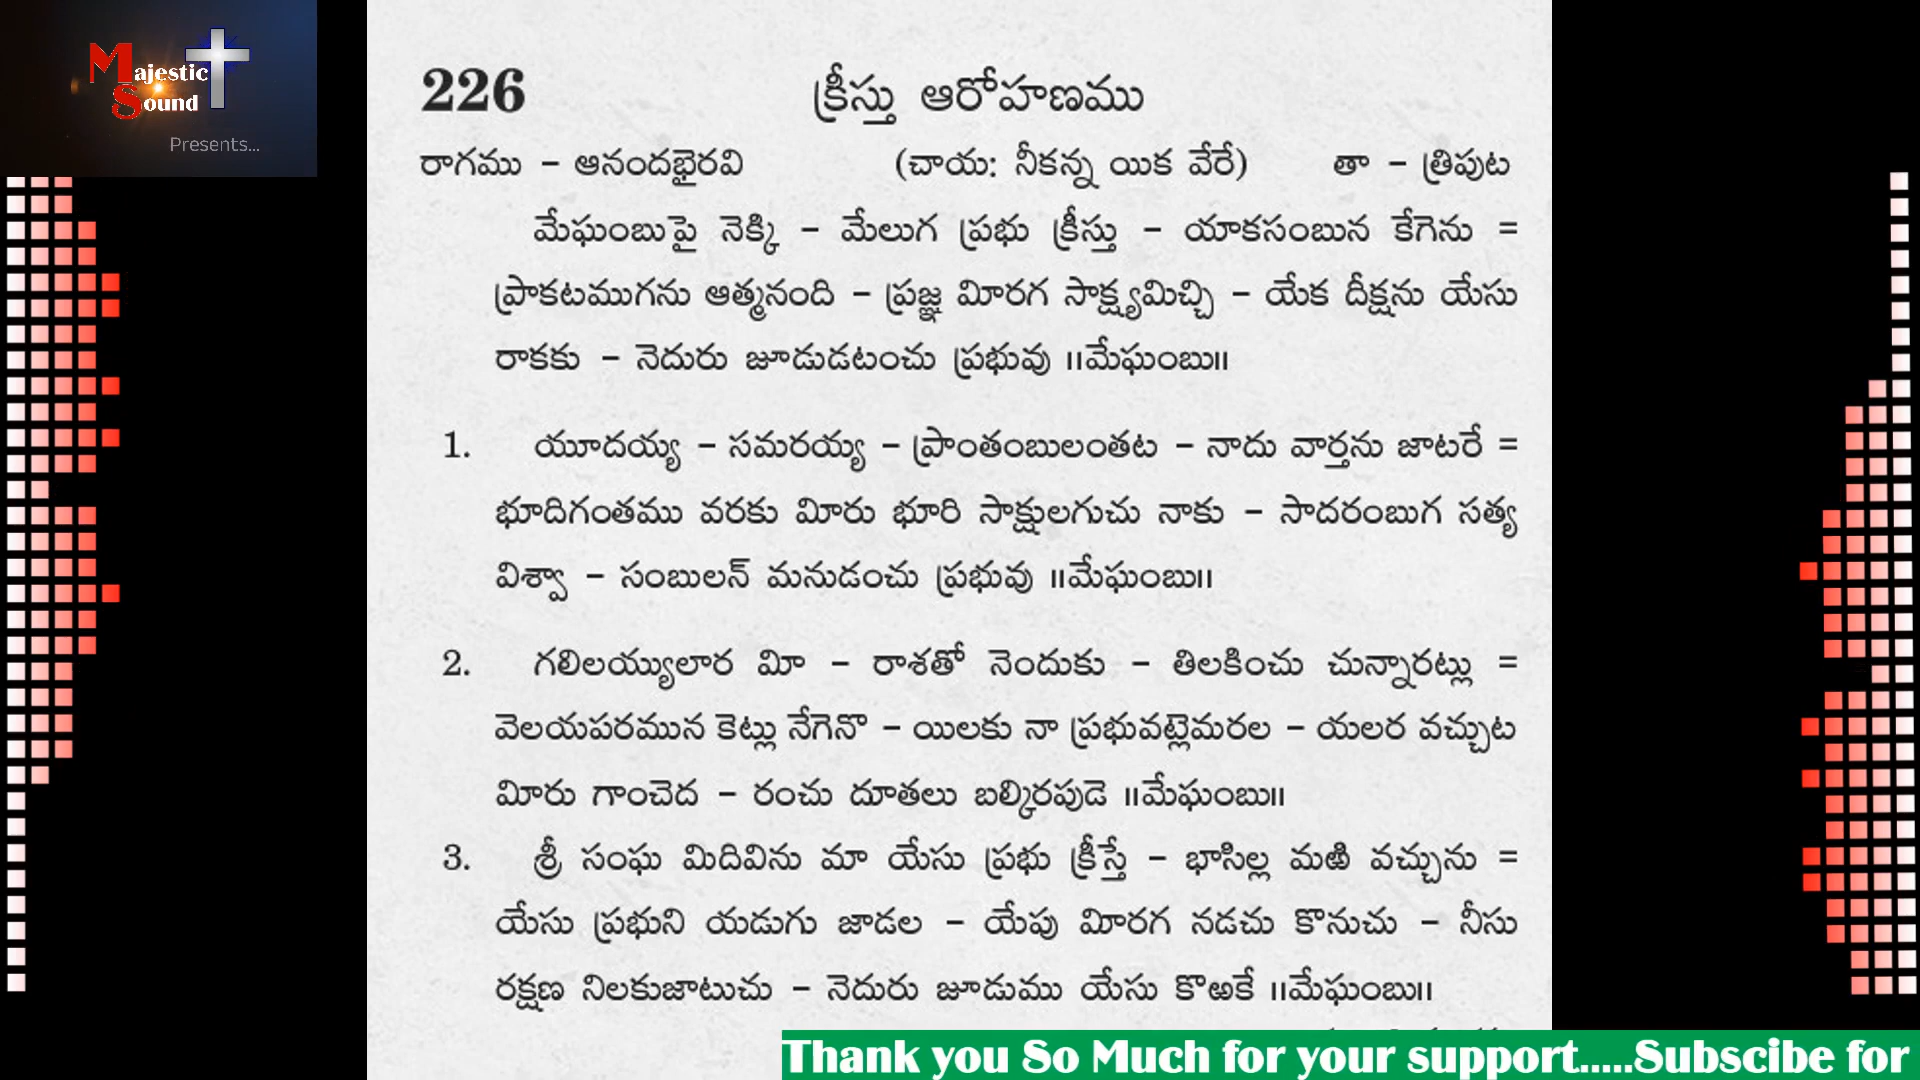 Majestic
Sound
Presents...
226 క్రీస్తు ఆరోహణము
రాగము – ఆనందభైరవి (చాయ: నీకన్న యిక వేరే) తా – త్రిపుట
మేఘంబుపై నెక్కి – మేలుగ ప్రభు క్రీస్తు – యాకసంబున కేగెను =
ప్రాకటముగను ఆత్మనంది – ప్రజ్ఞ మీరగ సాక్ష్యమిచ్చి – యేక దీక్షను యేసు
రాకకు – నెదురు జూడుడటంచు ప్రభువు ॥మేఘంబు॥
1. యూదయ్య – సమరయ్య – ప్రాంతంబులంతట – నాదు వార్తను జాటరే =
భూదిగంతము వరకు మీరు భూరి సాక్షులగుచు నాకు – సాదరంబుగ సత్య
విశ్వా – సంబులన్ మనుడంచు ప్రభువు ॥మేఘంబు॥
2. గలిలయ్యులార మీ – రాశతో నెందుకు – తిలకించు చున్నారట్లు =
వెలయపరమున కెట్లు నేగెనొ – యిలకు నా ప్రభువట్లెమరల – యలర వచ్చుట
మీరు గాంచెద – రంచు దూతలు బల్కిరపుడె ॥మేఘంబు॥
3. శ్రీ సంఘ మిదివిను మా యేసు ప్రభు క్రీస్తే – భాసిల్ల మఱి వచ్చును =
యేసు ప్రభుని యడుగు జాడల – యేపు మీరగ నడచు కొనుచు – నీసు
రక్షణ నిలకుజాటుచు – నెదురు జూడుము యేసు కొఱకే ॥మేఘంబు॥
Thank you So Much for your support.....Subscibe for